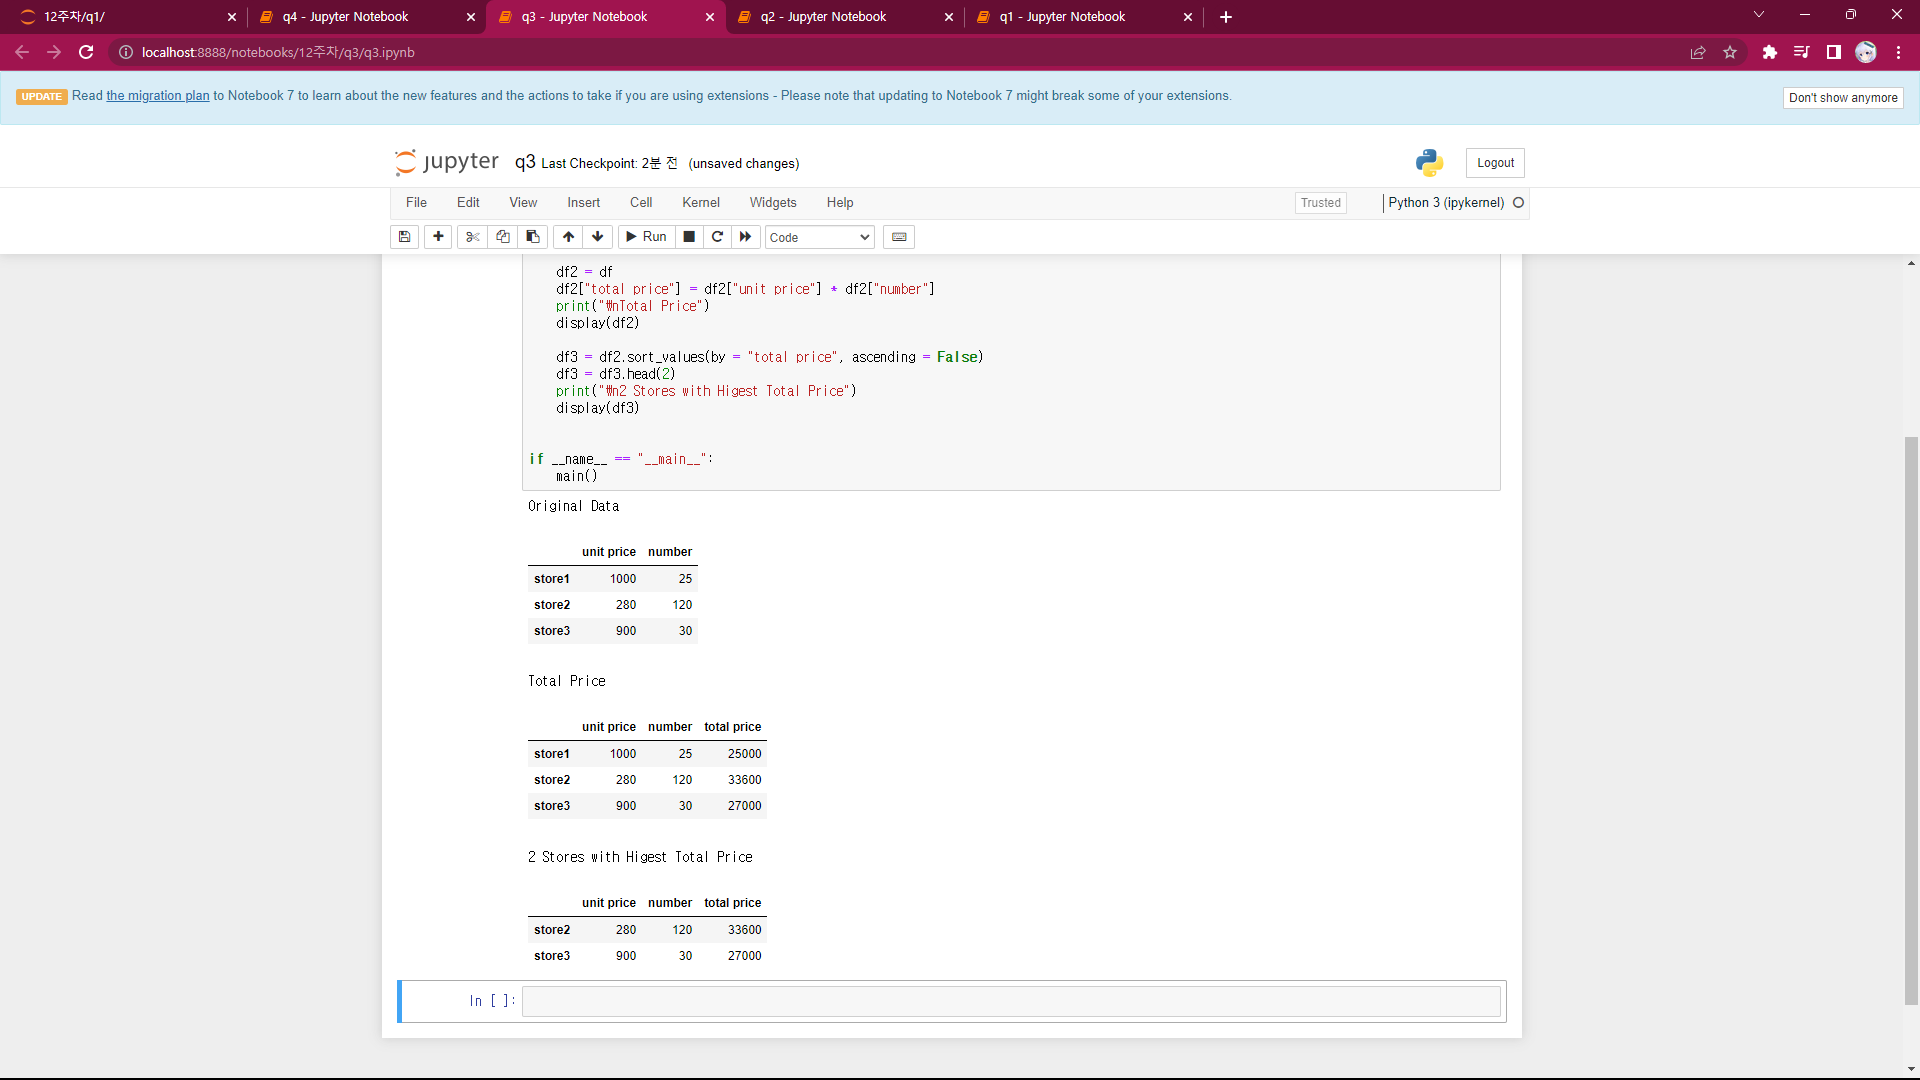 12주차/q1/
q4 - Jupyter Notebook
q3 - Jupyter Notebook
q2 - Jupyter Notebook
q1 - Jupyter Notebook
localhost:8888/notebooks/12주차/q3/q3.ipynb
UPDATE Read the migration plan to Notebook 7 to learn about the new features and the actions to take if you are using extensions - Please note that updating to Notebook 7 might break some of your extensions.
Don't show anymore
jupyter q3 Last Checkpoint: 2분 전 (unsaved changes)
Logout
File Edit View Insert Cell Kernel Widgets Help
Trusted
Python 3 (ipykernel)
Run
Code
df2 = df
df2["total price"] = df2["unit price"] * df2["number"]
print("₩nTotal Price")
display(df2)
df3 = df2.sort_values(by = "total price", ascending = False)
df3 = df3.head(2)
print("₩n2 Stores with Higest Total Price")
display(df3)
if __name__ == "__main__":
main()
Original Data
unit price number
store1 1000 25
store2 280 120
store3 900 30
Total Price
unit price number total price
store1 1000 25 25000
store2 280 120 33600
store3 900 30 27000
2 Stores with Higest Total Price
unit price number total price
store2 280 120 33600
store3 900 30 27000
In [ ]: